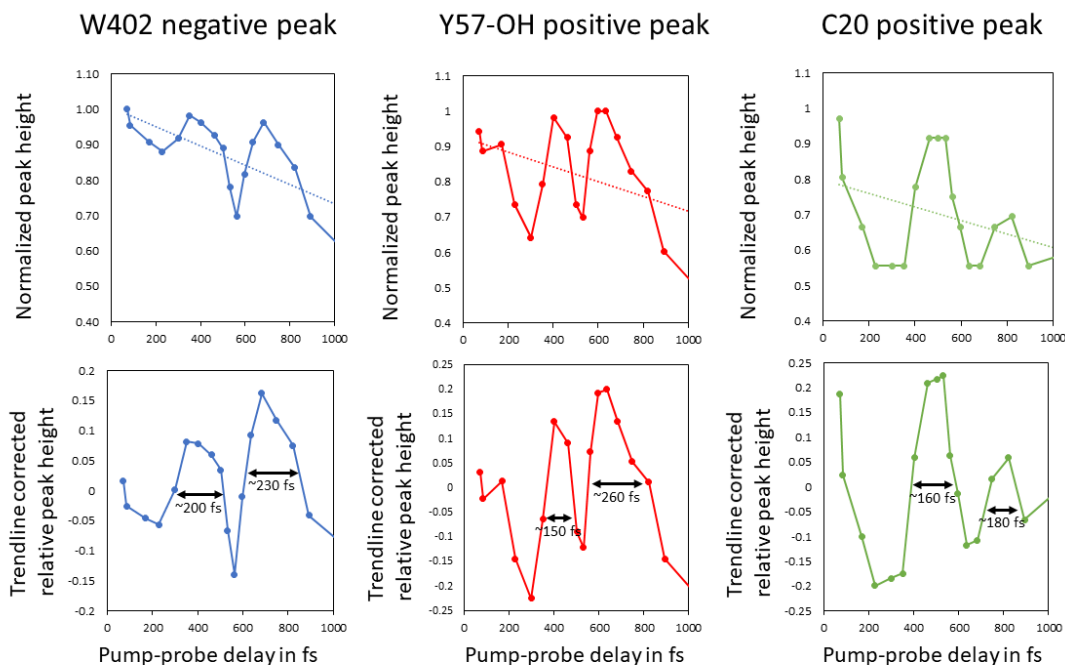 W402 negative peak
Y57-OH positive peak
C20 positive peak
Normalized peak height
1.10
1.00
0.90
0.80
0.70
0.60
0.50
0.40
0 200 400 600 800 1000
Normalized peak height
1.1
1
0.9
0.8
0.7
0.6
0.5
0.4
0 200 400 600 800 1000
Normalized peak height
1.1
1
0.9
0.8
0.7
0.6
0.5
0.4
0 200 400 600 800 1000
Trendline corrected
relative peak height
0.2
0.15
0.1
0.05
0
-0.05
-0.1
-0.15
-0.2
~200 fs
~230 fs
0 200 400 600 800 1000
Pump-probe delay in fs
Trendline corrected
relative peak height
0.25
0.2
0.15
0.1
0.05
0
-0.05
-0.1
-0.15
-0.2
-0.25
~150 fs
~260 fs
0 200 400 600 800 1000
Pump-probe delay in fs
Trendline corrected
relative peak height
0.25
0.2
0.15
0.1
0.05
0
-0.05
-0.1
-0.15
-0.2
-0.25
~160 fs
~180 fs
0 200 400 600 800 1000
Pump-probe delay in fs